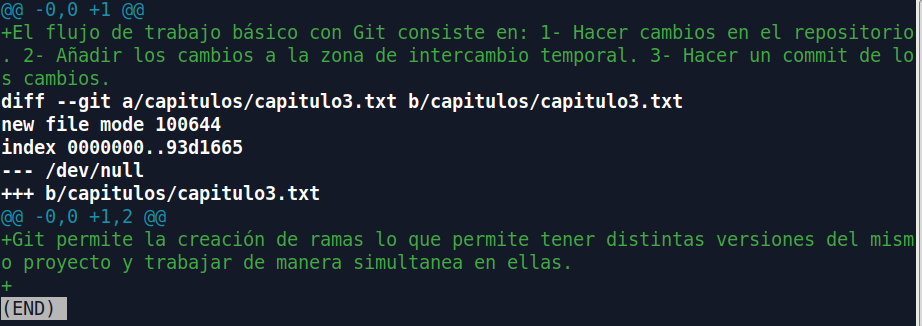 @@ -0,0 +1 @@
+El flujo de trabajo básico con Git consiste en: 1- Hacer cambios en el repositorio
. 2- Añadir los cambios a la zona de intercambio temporal. 3- Hacer un commit de lo
s cambios.
diff --git a/capitulos/capitulo3.txt b/capitulos/capitulo3.txt
new file mode 100644
index 0000000..93d1665
--- /dev/null
+++ b/capitulos/capitulo3.txt
@@ -0,0 +1,2 @@
+Git permite la creación de ramas lo que permite tener distintas versiones del mism
o proyecto y trabajar de manera simultanea en ellas.
+
(END)